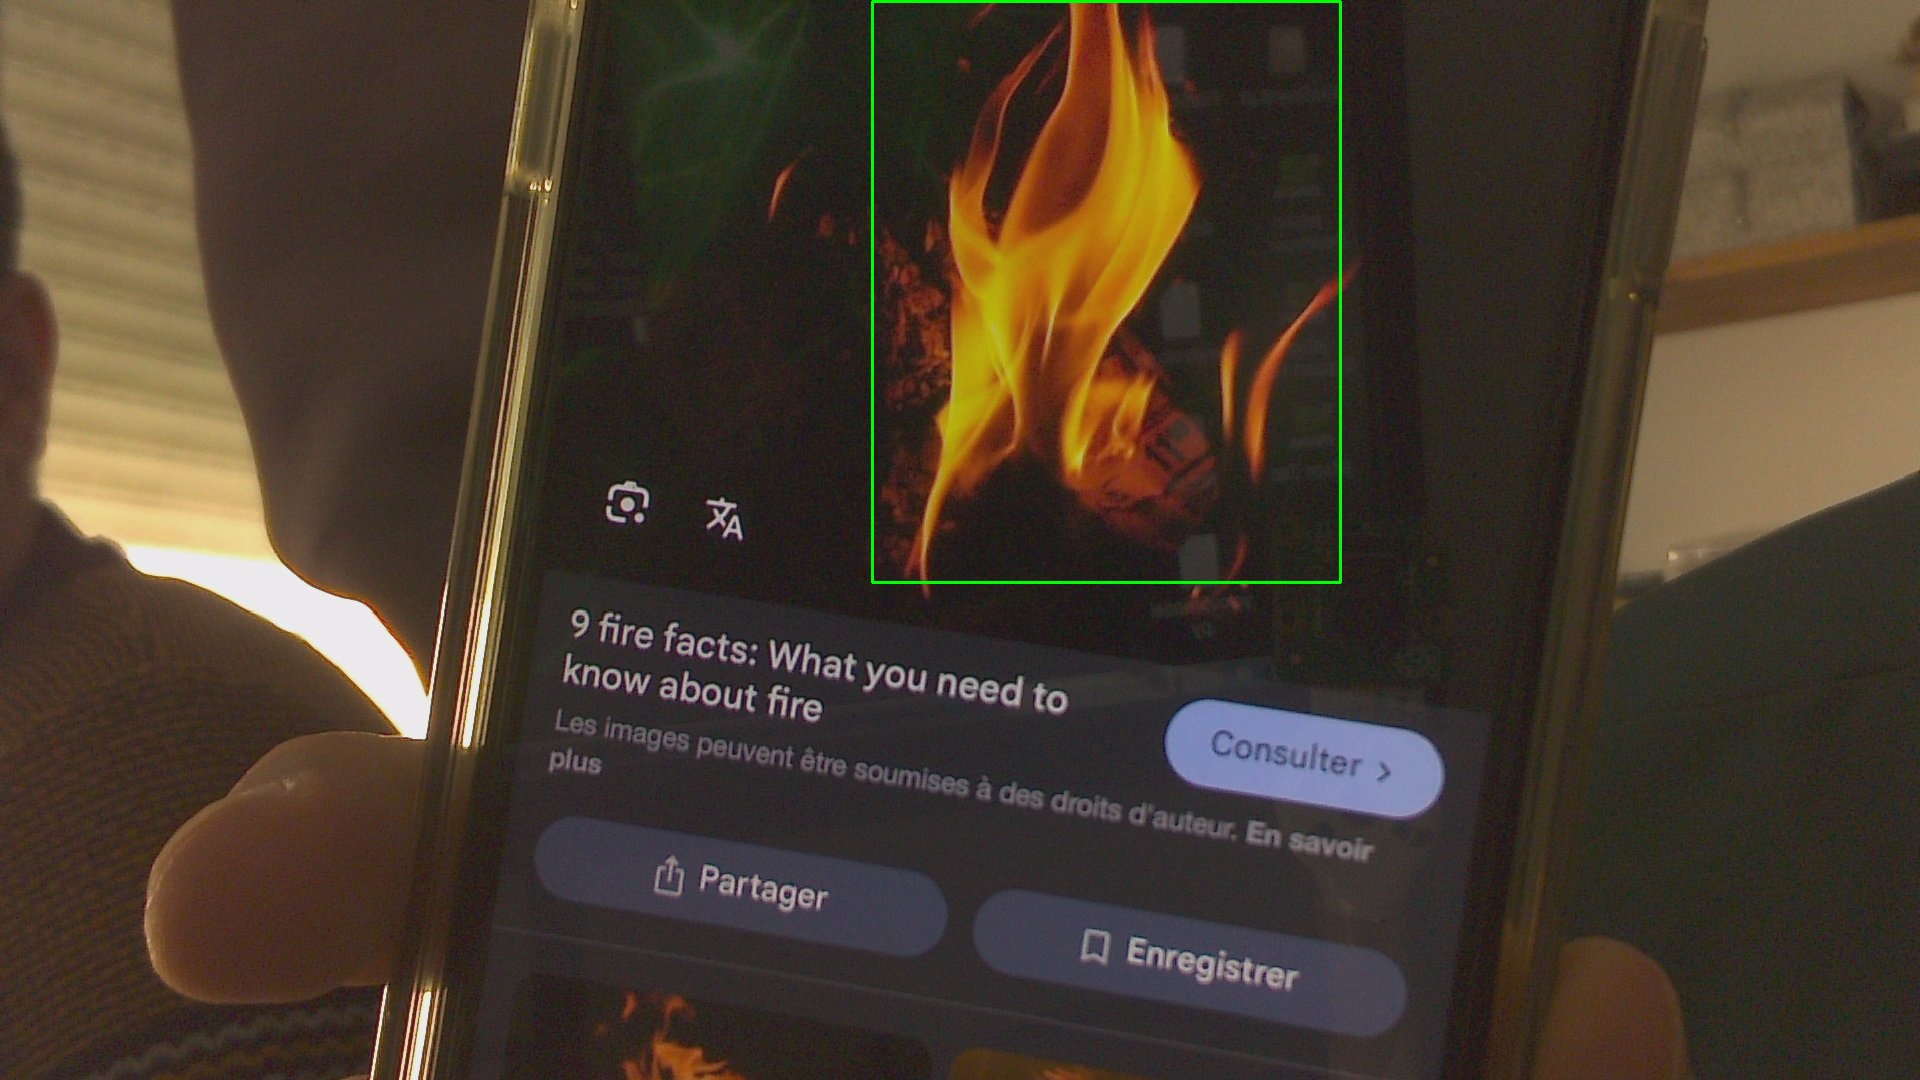 9 fire facts: What you need to
know about fire
Consulter >
Les images peuvent être soumises à des droits d'auteur. En savoir
plus
Partager
Enregistrer